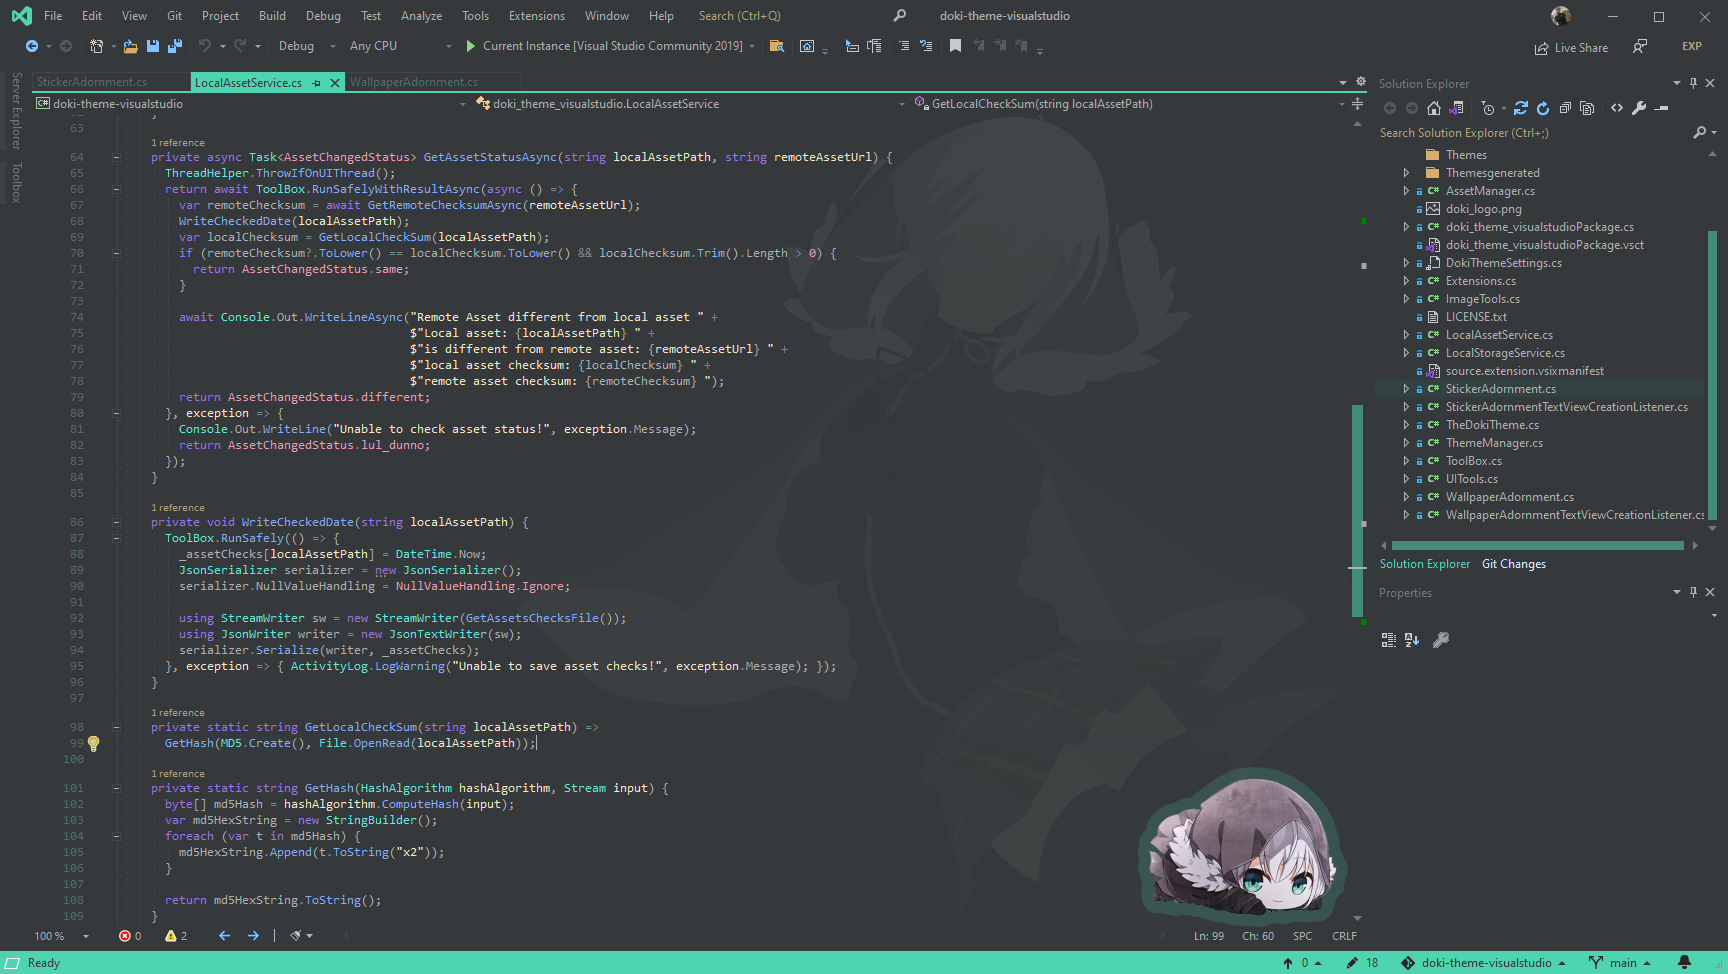 File Edit View Git Project Build Debug Test Analyze Tools Extensions Window Help Search (Ctrl+Q) doki-theme-visualstudio
Debug Any CPU Current Instance [Visual Studio Community 2019] Live Share EXP
Server Explorer
Toolbox
StickerAdornment.cs LocalAssetService.cs WallpaperAdornment.cs
doki-theme-visualstudio doki_theme_visualstudio.LocalAssetService GetLocalCheckSum(string localAssetPath)
63
1 reference
64 private async Task<AssetChangedStatus> GetAssetStatusAsync(string localAssetPath, string remoteAssetUrl) {
65 ThreadHelper.ThrowIfOnUIThread();
66 return await ToolBox.RunSafelyWithResultAsync(async () => {
67 var remoteChecksum = await GetRemoteChecksumAsync(remoteAssetUrl);
68 WriteCheckedDate(localAssetPath);
69 var localChecksum = GetLocalCheckSum(localAssetPath);
70 if (remoteChecksum?.ToLower() == localChecksum.ToLower() && localChecksum.Trim().Length > 0) {
71 return AssetChangedStatus.same;
72 }
73
74 await Console.Out.WriteLineAsync("Remote Asset different from local asset " +
75 $"Local asset: {localAssetPath} " +
76 $"is different from remote asset: {remoteAssetUrl} " +
77 $"local asset checksum: {localChecksum} " +
78 $"remote asset checksum: {remoteChecksum} ");
79 return AssetChangedStatus.different;
80 }, exception => {
81 Console.Out.WriteLine("Unable to check asset status!", exception.Message);
82 return AssetChangedStatus.lul_dunno;
83 });
84 }
85
1 reference
86 private void WriteCheckedDate(string localAssetPath) {
87 ToolBox.RunSafely(() => {
88 _assetChecks[localAssetPath] = DateTime.Now;
89 JsonSerializer serializer = new JsonSerializer();
90 serializer.NullValueHandling = NullValueHandling.Ignore;
91
92 using StreamWriter sw = new StreamWriter(GetAssetsChecksFile());
93 using JsonWriter writer = new JsonTextWriter(sw);
94 serializer.Serialize(writer, _assetChecks);
95 }, exception => { ActivityLog.LogWarning("Unable to save asset checks!", exception.Message); });
96 }
97
1 reference
98 private static string GetLocalCheckSum(string localAssetPath) =>
99 GetHash(MD5.Create(), File.OpenRead(localAssetPath));
100
1 reference
101 private static string GetHash(HashAlgorithm hashAlgorithm, Stream input) {
102 byte[] md5Hash = hashAlgorithm.ComputeHash(input);
103 var md5HexString = new StringBuilder();
104 foreach (var t in md5Hash) {
105 md5HexString.Append(t.ToString("x2"));
106 }
107
108 return md5HexString.ToString();
109 }
100 % 0 2 Ln: 99 Ch: 60 SPC CRLF
Solution Explorer
Search Solution Explorer (Ctrl+;)
Themes
Themesgenerated
C# AssetManager.cs
doki_logo.png
C# doki_theme_visualstudioPackage.cs
doki_theme_visualstudioPackage.vsct
DokiThemeSettings.cs
C# Extensions.cs
C# ImageTools.cs
LICENSE.txt
C# LocalAssetService.cs
C# LocalStorageService.cs
source.extension.vsixmanifest
C# StickerAdornment.cs
C# StickerAdornmentTextViewCreationListener.cs
C# TheDokiTheme.cs
C# ThemeManager.cs
C# ToolBox.cs
C# UITools.cs
C# WallpaperAdornment.cs
C# WallpaperAdornmentTextViewCreationListener.cs
Solution Explorer Git Changes
Properties
Ready 0 18 doki-theme-visualstudio main